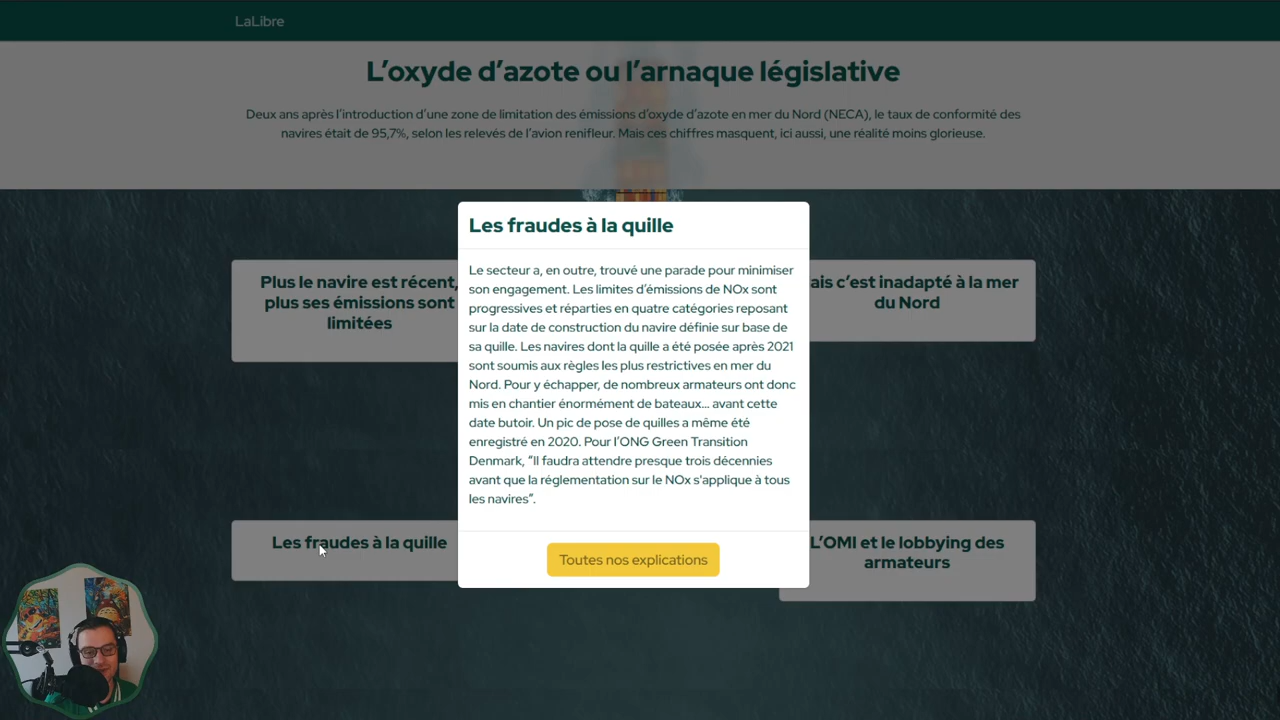 LaLibre
L’oxyde d’azote ou l’arnaque législative
Deux ans après l’introduction d’une zone de limitation des émissions d’oxyde d’azote en mer du Nord (NECA), le taux de conformité des
navires était de 95,7%, selon les relevés de l’avion renifleur. Mais ces chiffres masquent, ici aussi, une réalité moins glorieuse.
Plus le navire est récent,
plus ses émissions sont
limitées
Les fraudes à la quille
Le secteur a, en outre, trouvé une parade pour minimiser
son engagement. Les limites d’émissions de NOx sont
progressives et réparties en quatre catégories reposant
sur la date de construction du navire définie sur base de
sa quille. Les navires dont la quille a été posée après 2021
sont soumis aux règles les plus restrictives en mer du
Nord. Pour y échapper, de nombreux armateurs ont donc
mis en chantier énormément de bateaux... avant cette
date butoir. Un pic de pose de quilles a même été
enregistré en 2020. Pour l’ONG Green Transition
Denmark, “Il faudra attendre presque trois décennies
avant que la réglementation sur le NOx s'applique à tous
les navires”.
Toutes nos explications
ais c’est inadapté à la mer
du Nord
Les fraudes à la quille
L’OMI et le lobbying des
armateurs